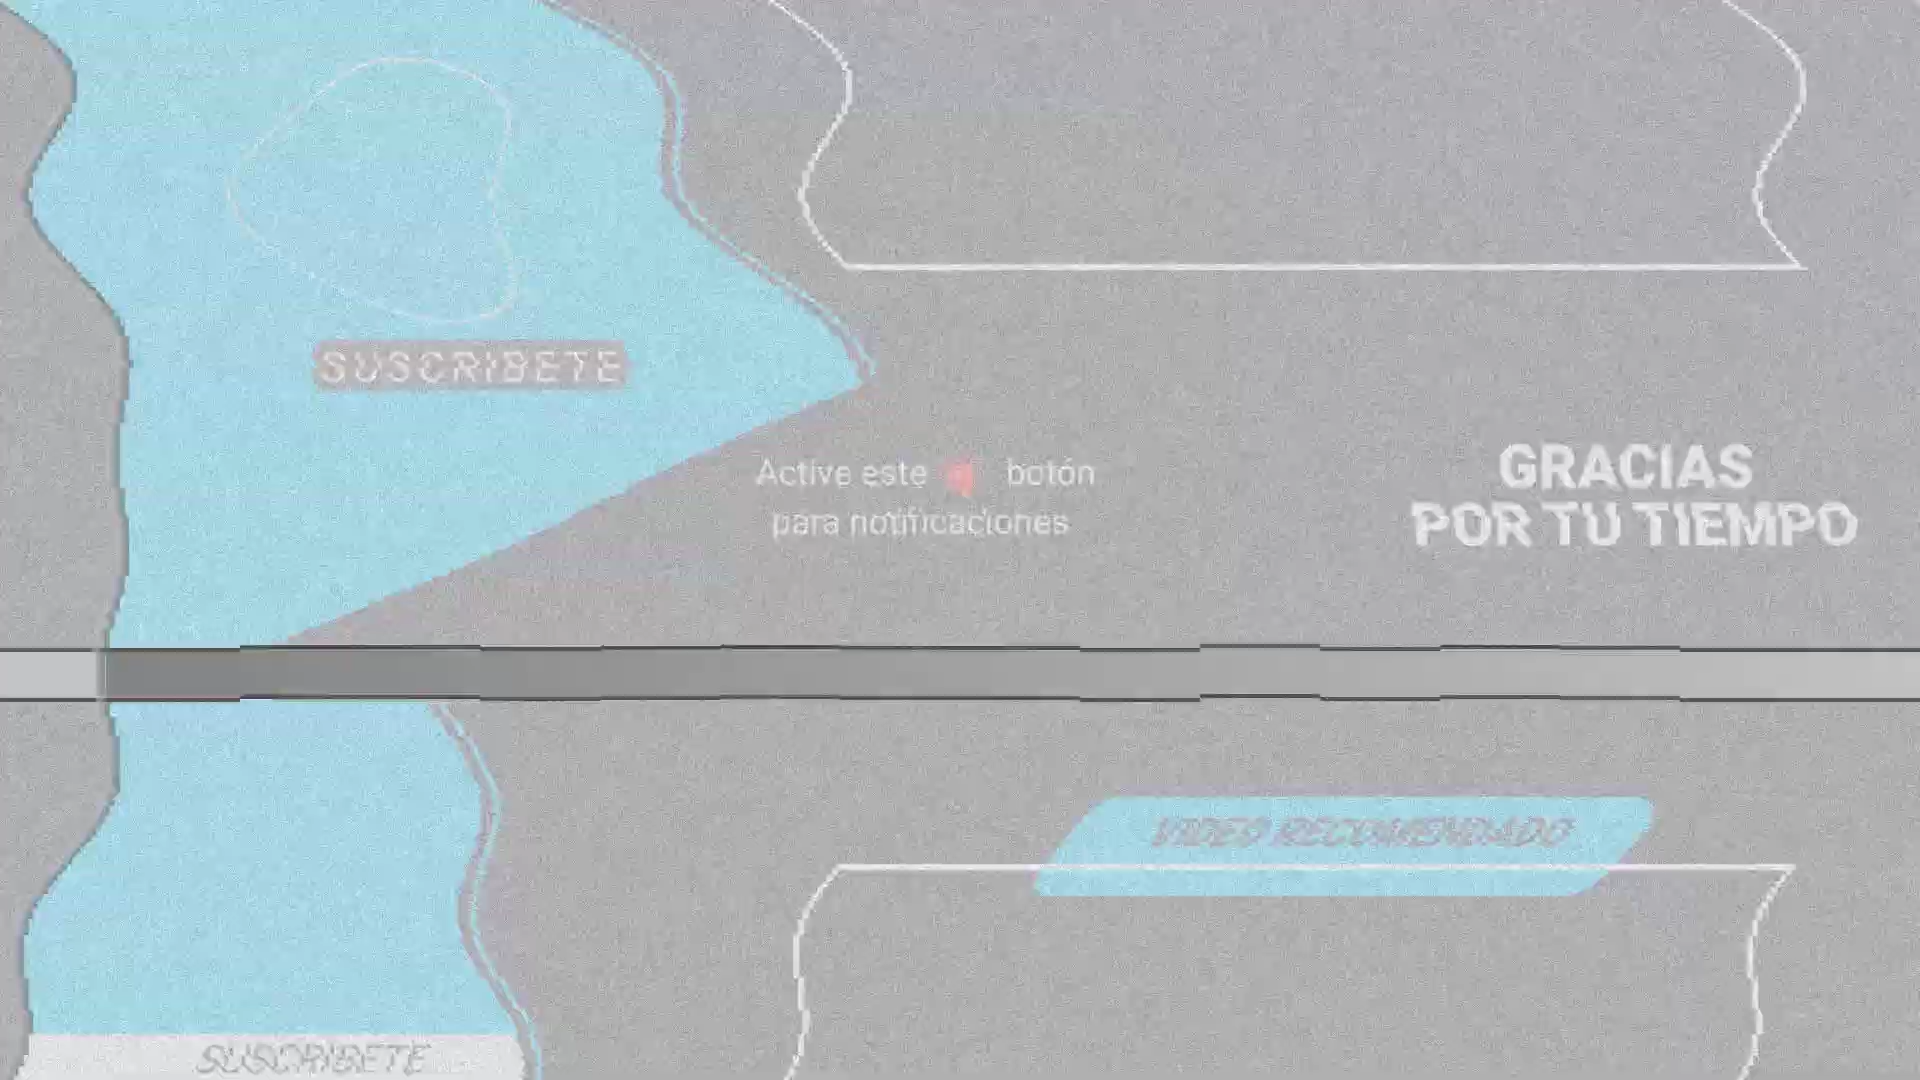 SUSCRIBETE
Active este botón
para notificaciones
GRACIAS
POR TU TIEMPO
VIDEO RECOMENDADO
SUSCRIBETE